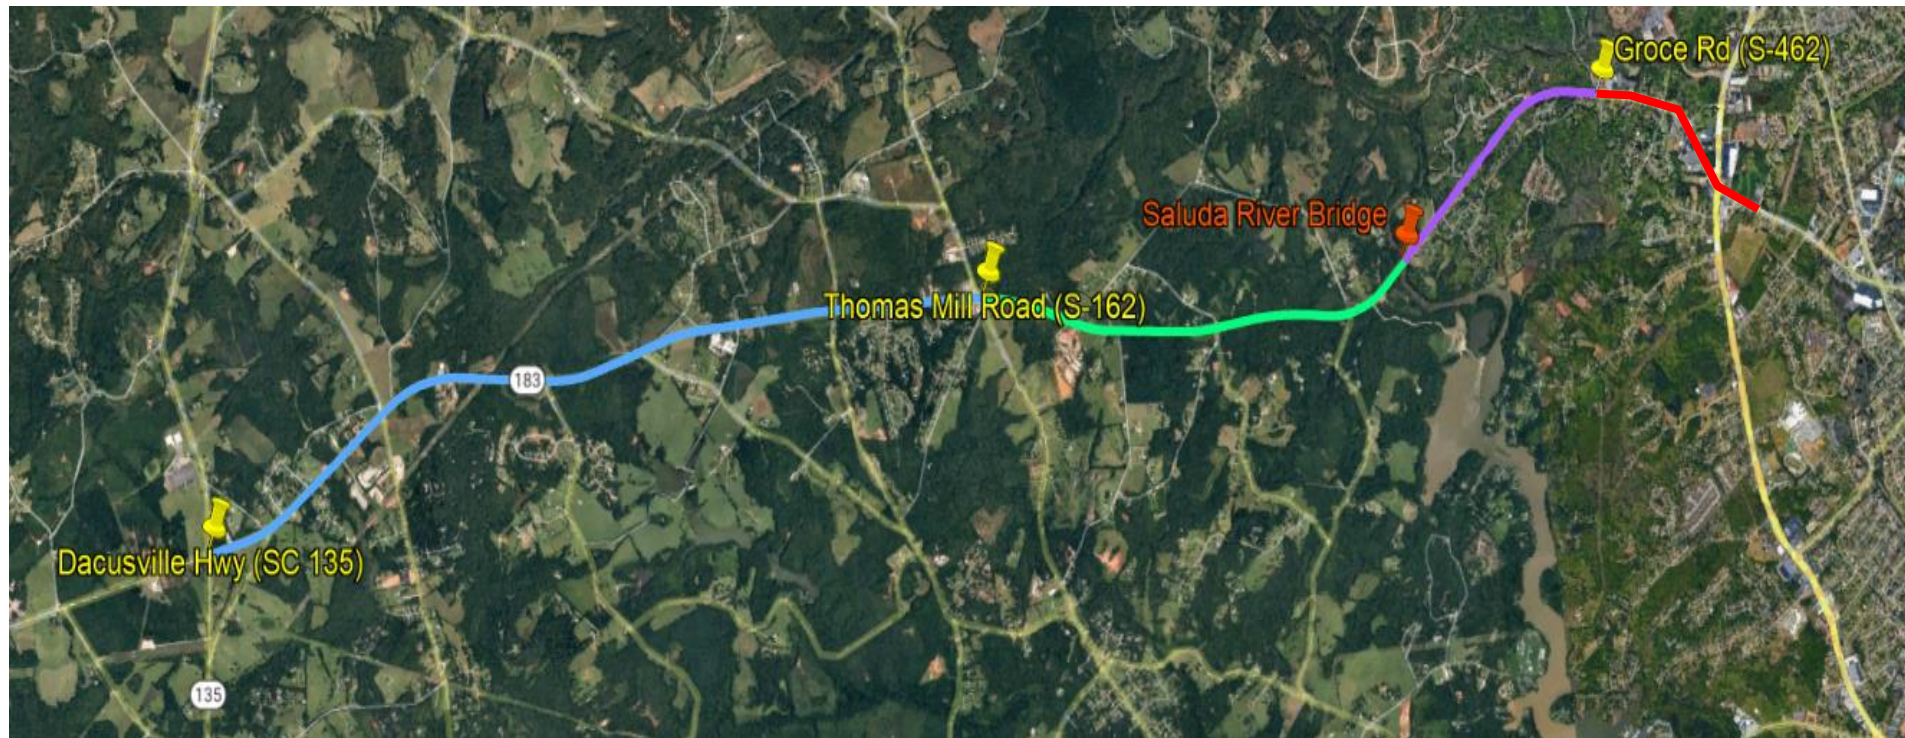 Groce Rd (S-462)
Saluda River Bridge
Thomas Mill Road (S-162)
183
Dacusville Hwy (SC 135)
135